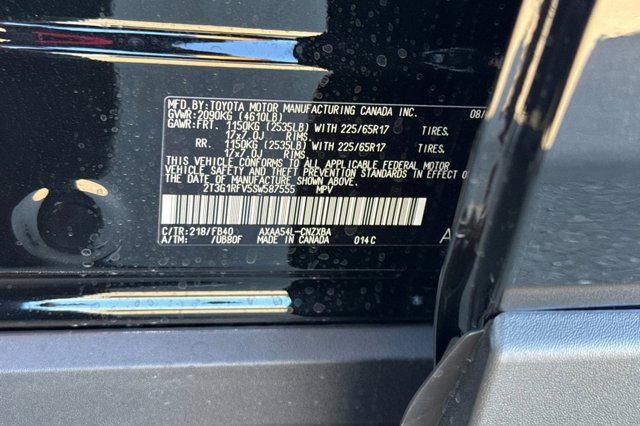 MFD.BY:TOYOTA MOTOR MANUFACTURING CANADA INC. 08/
GVWR:2090KG (4610LB)
GAWR:FRT. 1150KG (2535LB) WITH 225/65R17 TIRES.
17x7.0J RIMS.
RR. 1150KG (2535LB) WITH 225/65R17 TIRES.
17x7.0J RIMS.
THIS VEHICLE CONFORMS TO ALL APPLICABLE FEDERAL MOTOR
VEHICLE SAFETY AND THEFT PREVENTION STANDARDS IN EFFECT O
THE DATE OF MANUFACTURE SHOWN ABOVE.
2T3G1RFV5SW587555 MPV
C/TR:218/FB40 AXAA54L-CNZXBA
A/TM: /UB80F MADE IN CANADA 014C A